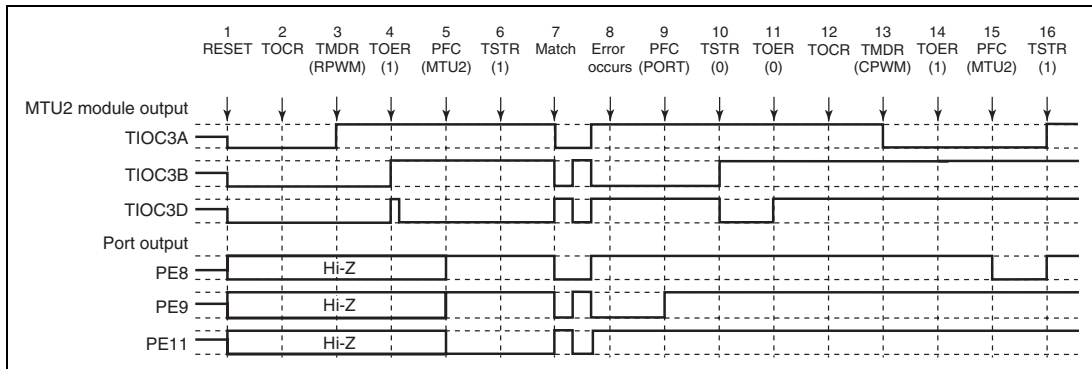 1 2 3 4 5 6 7 8 9 10 11 12 13 14 15 16
RESET TOCR TMDR TOER PFC TSTR Match Error PFC TSTR TOER TOCR TMDR TOER PFC TSTR
(RPWM) (1) (MTU2) (1) occurs (PORT) (0) (0) (CPWM) (1) (MTU2) (1)
MTU2 module output
TIOC3A
TIOC3B
TIOC3D
Port output
PE8 Hi-Z
PE9 Hi-Z
PE11 Hi-Z